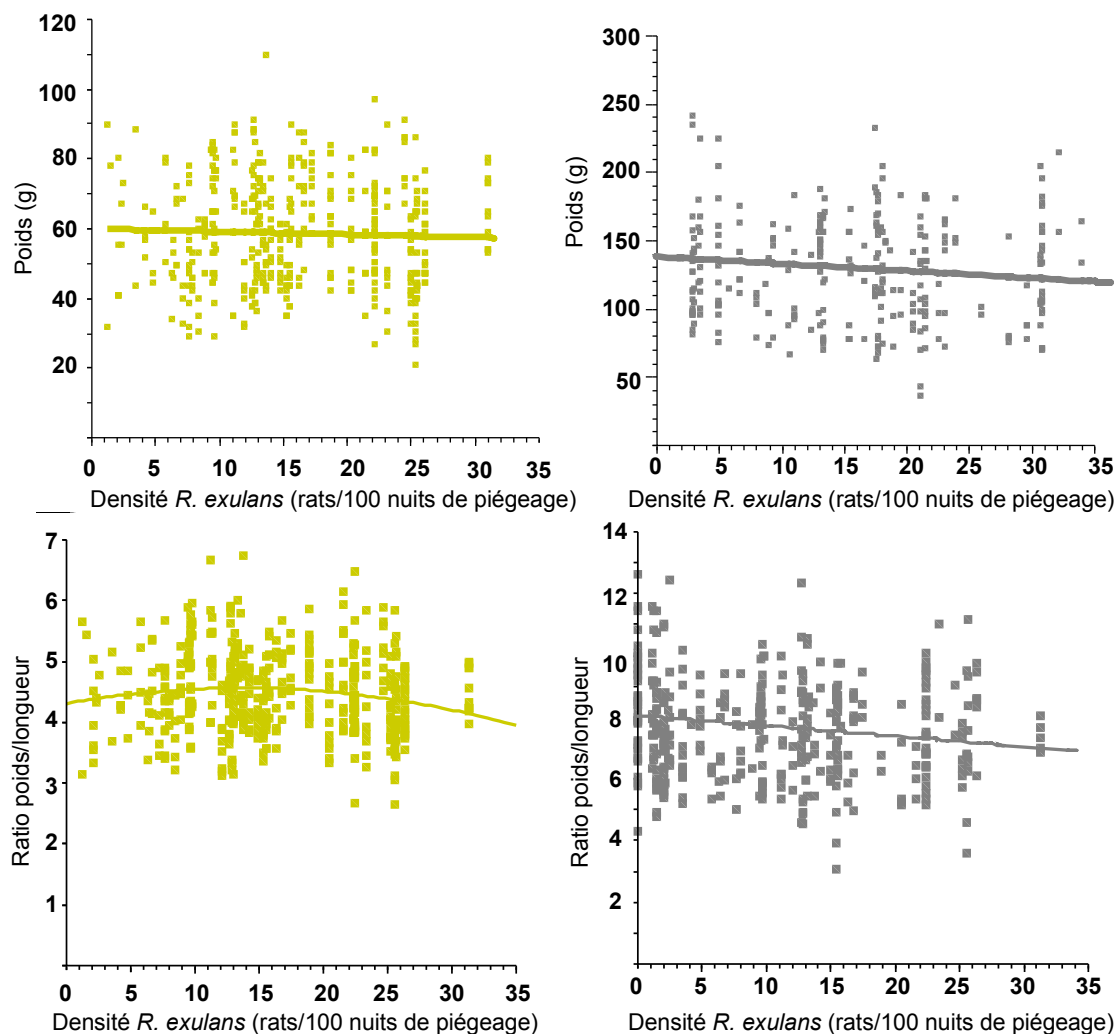 120
100
80
60
40
20
Poids (g)
0 5 10 15 20 25 30 35
Densité R. exulans (rats/100 nuits de piégeage)
300
250
200
150
100
50
Poids (g)
0 5 10 15 20 25 30 35
Densité R. exulans (rats/100 nuits de piégeage)
7
6
5
4
3
2
1
Ratio poids/longueur
0 5 10 15 20 25 30 35
Densité R. exulans (rats/100 nuits de piégeage)
14
12
10
8
6
4
2
Ratio poids/longueur
0 5 10 15 20 25 30 35
Densité R. exulans (rats/100 nuits de piégeage)